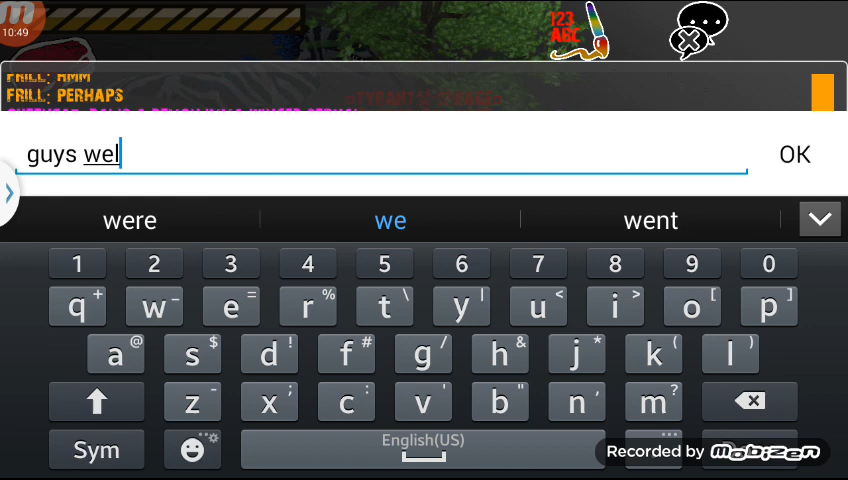 10:49
123
ABC
FRILL: HMM
FRILL: PERHAPS
guys wel
OK
were we went
1 2 3 4 5 6 7 8 9 0
q + w _ e = r % t \ y | u < i > o [ p ]
a @ s $ d ! f # g / h & j * k ( l )
z - x ; c : v ' b " n , m ?
Sym English(US)
Recorded by mobizen